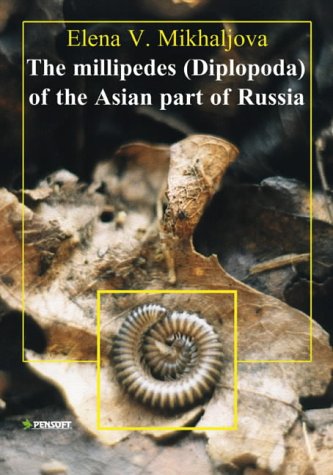 Elena V. Mikhaljova
The millipedes (Diplopoda)
of the Asian part of Russia
PENSOFT